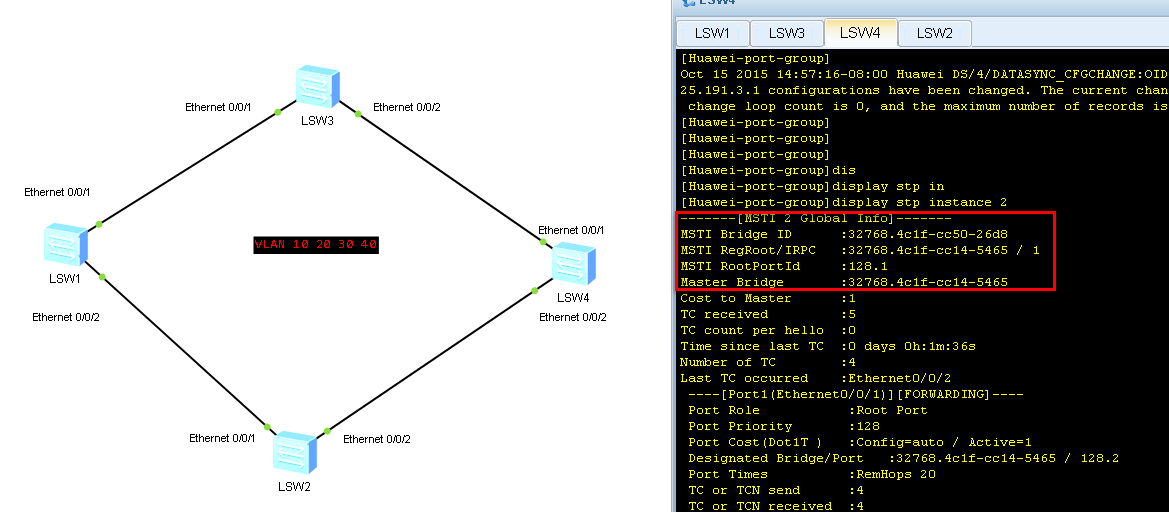 Ethernet 0/0/1
Ethernet 0/0/2
LSW3
Ethernet 0/0/1
VLAN 10 20 30 40
Ethernet 0/0/1
LSW1
LSW4
Ethernet 0/0/2
Ethernet 0/0/2
Ethernet 0/0/1
Ethernet 0/0/2
LSW2
LSW4
LSW1 LSW3 LSW4 LSW2
[Huawei-port-group]
Oct 15 2015 14:57:16-08:00 Huawei DS/4/DATASYNC_CFGCHANGE:OID
25.191.3.1 configurations have been changed. The current chan
change loop count is 0, and the maximum number of records is
[Huawei-port-group]
[Huawei-port-group]
[Huawei-port-group]
[Huawei-port-group]dis
[Huawei-port-group]display stp in
[Huawei-port-group]display stp instance 2
-------[MSTI 2 Global Info]-------
MSTI Bridge ID :32768.4c1f-cc50-26d8
MSTI RegRoot/IRPC :32768.4c1f-cc14-5465 / 1
MSTI RootPortId :128.1
Master Bridge :32768.4c1f-cc14-5465
Cost to Master :1
TC received :5
TC count per hello :0
Time since last TC :0 days 0h:1m:36s
Number of TC :4
Last TC occurred :Ethernet0/0/2
----[Port1(Ethernet0/0/1)][FORWARDING]----
Port Role :Root Port
Port Priority :128
Port Cost(Dot1T ) :Config=auto / Active=1
Designated Bridge/Port :32768.4c1f-cc14-5465 / 128.2
Port Times :RemHops 20
TC or TCN send :4
TC or TCN received :4